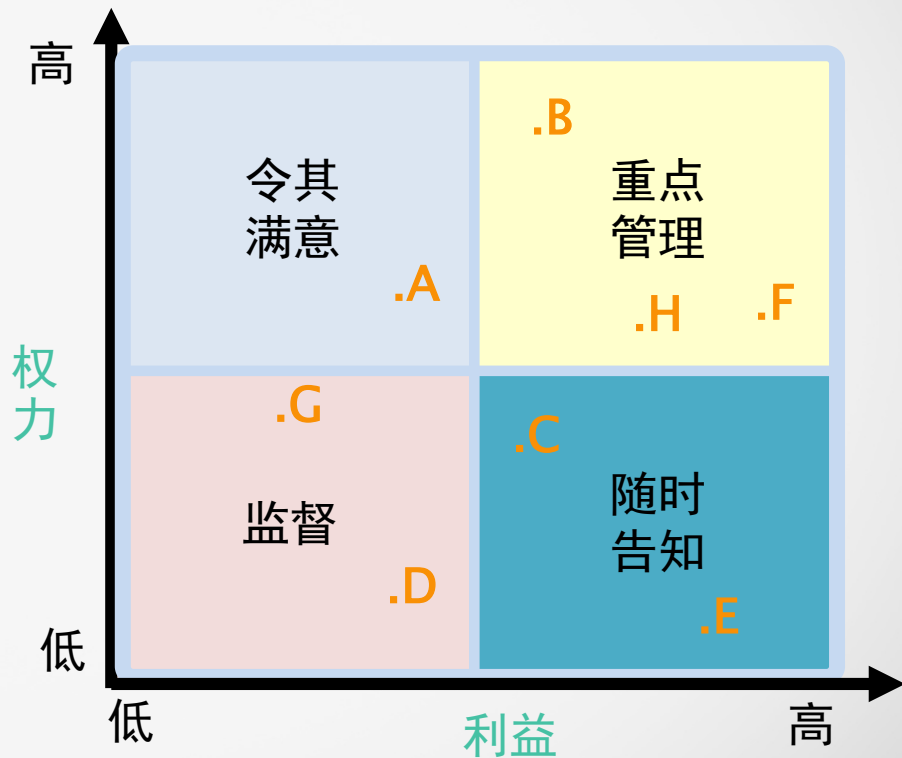 高
令其
满意
.A
.B
重点
管理
.H
.F
权
力
.G
监督
.D
.C
随时
告知
.E
低
低
利益
高